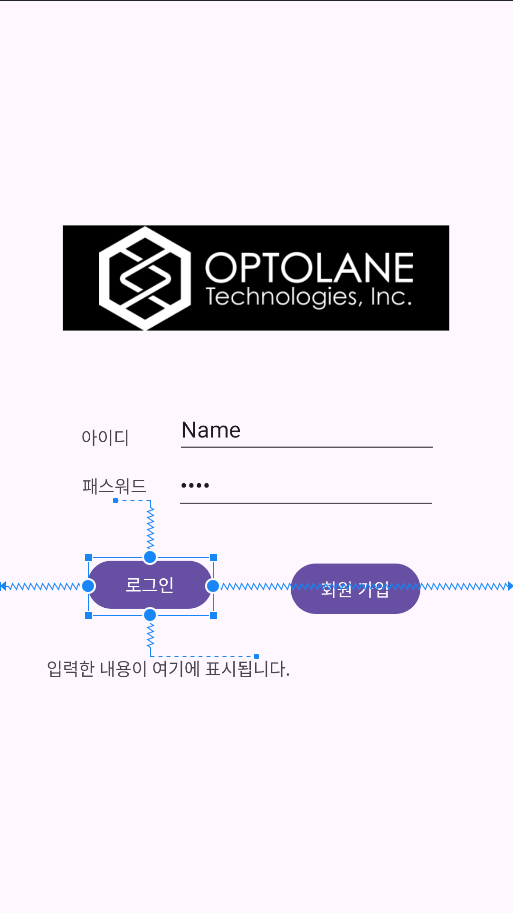 OPTOLANE
Technologies, Inc.
아이디
Name
패스워드
로그인
회원 가입
입력한 내용이 여기에 표시됩니다.